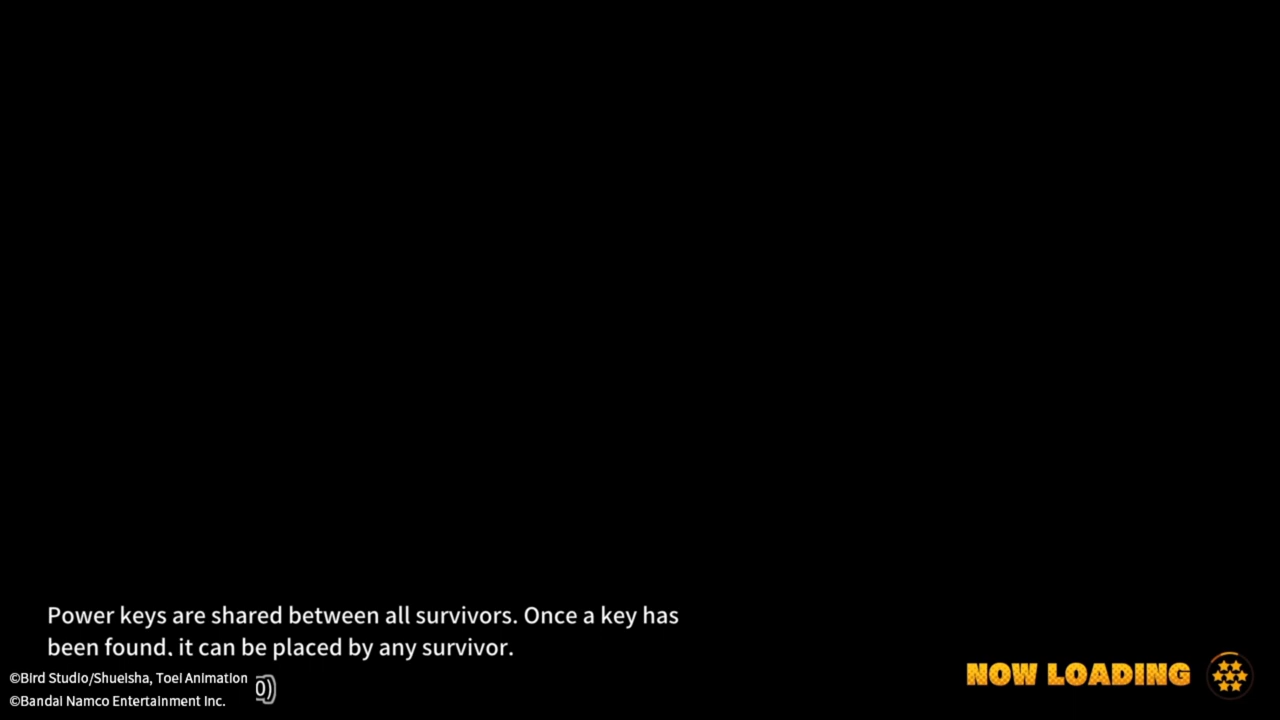 Power keys are shared between all survivors. Once a key has
been found, it can be placed by any survivor.
©Bird Studio/Shueisha, Toei Animation
©Bandai Namco Entertainment Inc.
NOW LOADING